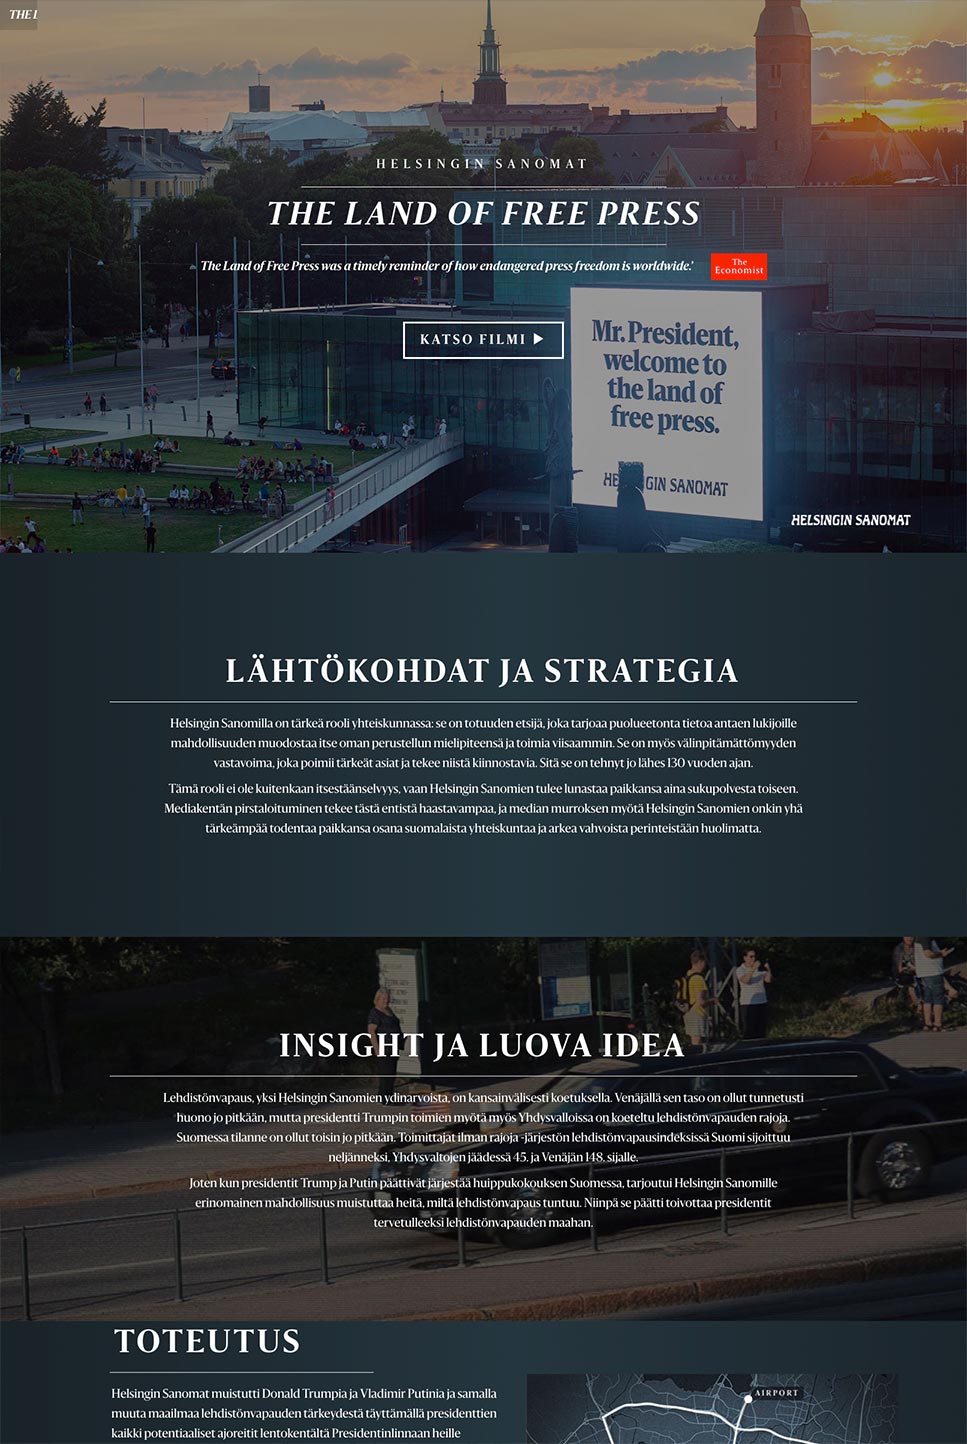 THE L
HELSINGIN SANOMAT
THE LAND OF FREE PRESS
The Land of Free Press was a timely reminder of how endangered press freedom is worldwide.'
The
Economist
KATSO FILMI
Mr. President,
welcome to
the land of
free press.
HE GIN SANOMAT
HELSINGIN SANOMAT
LÄHTÖKOHDAT JA STRATEGIA
Helsingin Sanomilla on tärkeä rooli yhteiskunnassa: se on totuuden etsijä, joka tarjoaa puolueetonta tietoa antaen lukijoille
mahdollisuuden muodostaa itse oman perustellun mielipiteensä ja toimia viisaammin. Se on myös välinpitämättömyyden
vastavoima, joka poimii tärkeät asiat ja tekee niistä kiinnostavia. Sitä se on tehnyt jo lähes 130 vuoden ajan.
Tämä rooli ei ole kuitenkaan itsestäänselvyys, vaan Helsingin Sanomien tulee lunastaa paikkansa aina sukupolvesta toiseen.
Mediakentän pirstaloituminen tekee tästä entistä haastavampaa, ja median murroksen myötä Helsingin Sanomien onkin yhä
tärkeämpää todentaa paikkansa osana suomalaista yhteiskuntaa ja arkea vahvoista perinteistään huolimatta.
INSIGHT JA LUOVA IDEA
Lehdistönvapaus, yksi Helsingin Sanomien ydinarvoista, on kansainvälisesti koetuksella. Venäjällä sen taso on ollut tunnetusti
huono jo pitkään, mutta presidentti Trumpin toimien myötä myös Yhdysvalloissa on koeteltu lehdistönvapauden rajoja.
Suomessa tilanne on ollut toisin jo pitkään. Toimittajat ilman rajoja -järjestön lehdistönvapausindeksissä Suomi sijoittuu
neljänneksi, Yhdysvaltojen jäädessä 45. ja Venäjän 148. sijalle.
Joten kun presidentit Trump ja Putin päättivät järjestää huippukokouksen Suomessa, tarjoutui Helsingin Sanomille
erinomainen mahdollisuus muistuttaa heitä, miltä lehdistönvapaus tuntuu. Niinpä se päätti toivottaa presidentit
tervetulleeksi lehdistönvapauden maahan.
TOTEUTUS
Helsingin Sanomat muistutti Donald Trumpia ja Vladimir Putinia ja samalla
muuta maailmaa lehdistönvapauden tärkeydestä täyttämällä presidenttien
kaikki potentiaaliset ajoreitit lentokentältä Presidentinlinnaan heille
AIRPORT